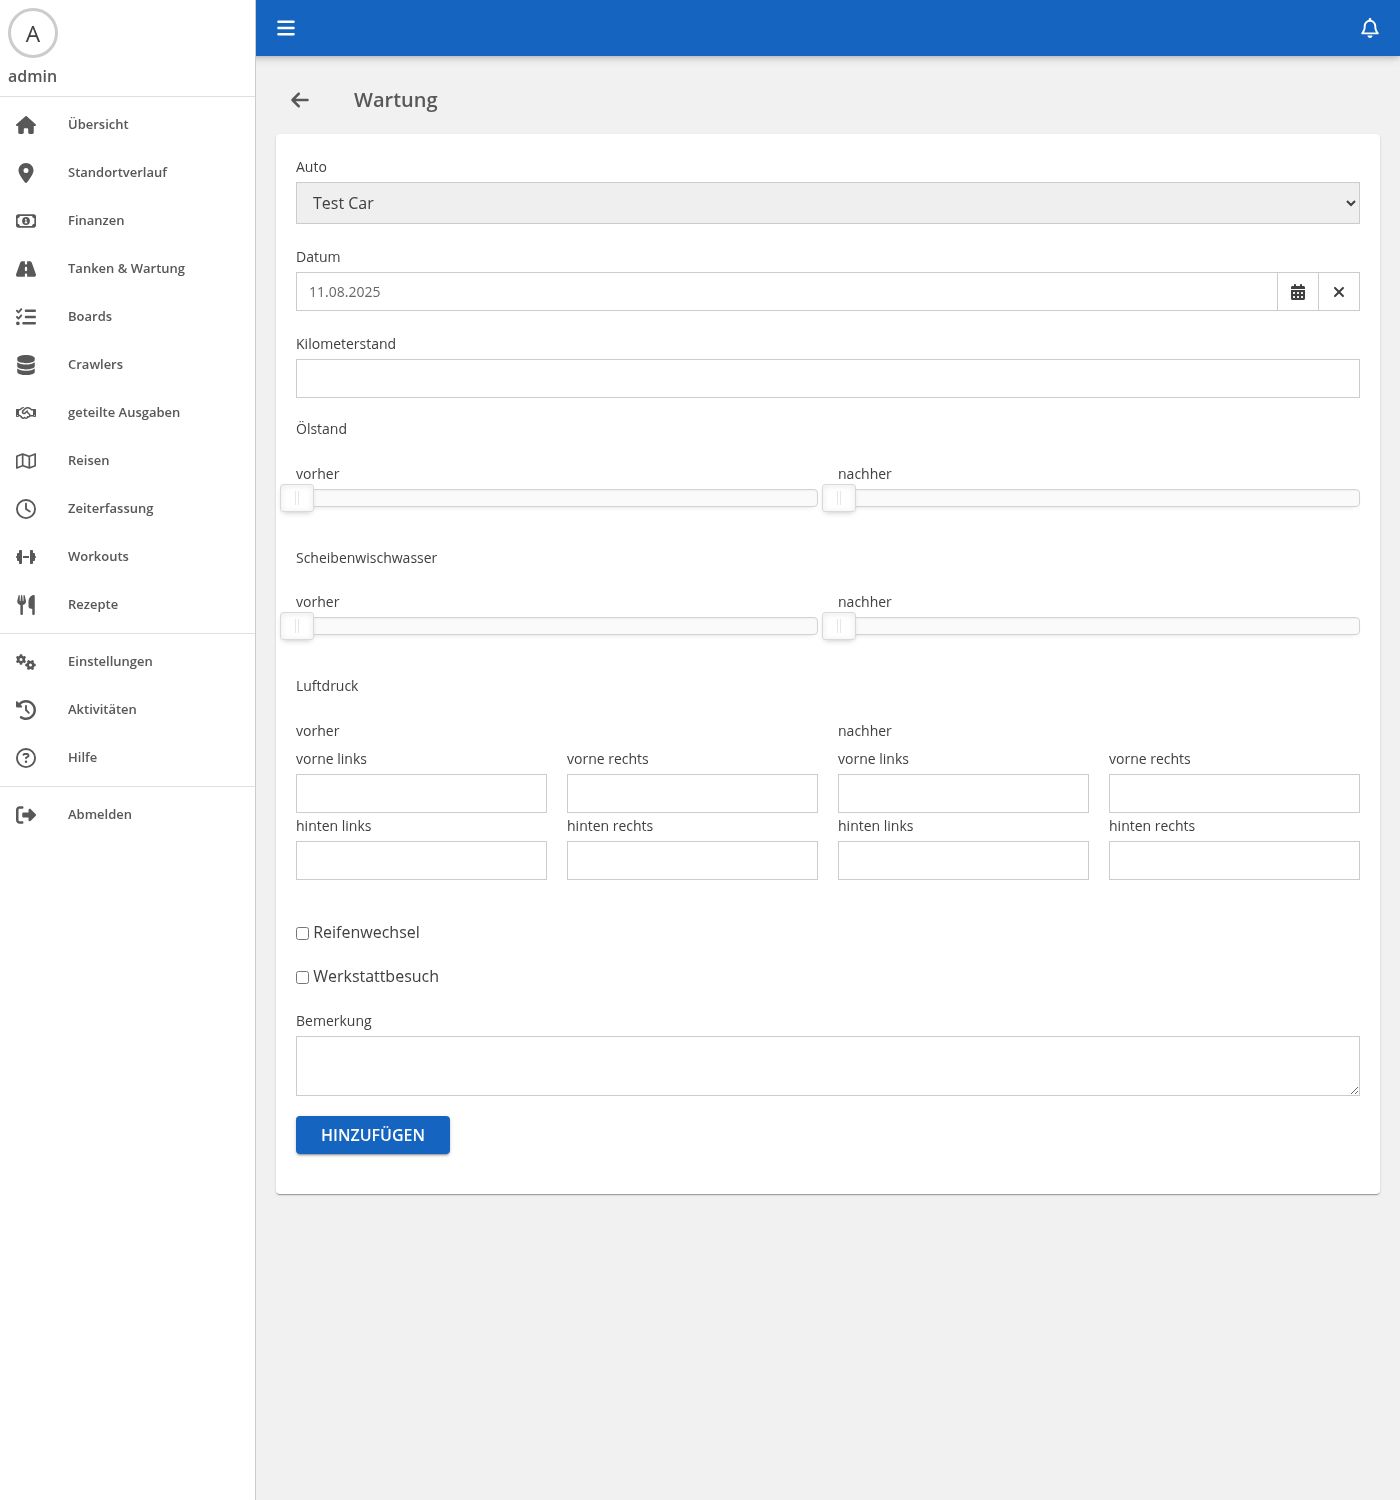 A
admin
Übersicht
Standortverlauf
Finanzen
Tanken & Wartung
Boards
Crawlers
geteilte Ausgaben
Reisen
Zeiterfassung
Workouts
Rezepte
Einstellungen
Aktivitäten
Hilfe
Abmelden
Wartung
Auto
Test Car
Datum
11.08.2025
Kilometerstand
Ölstand
vorher nachher
Scheibenwischwasser
vorher nachher
Luftdruck
vorher nachher
vorne links vorne rechts vorne links vorne rechts
hinten links hinten rechts hinten links hinten rechts
Reifenwechsel
Werkstattbesuch
Bemerkung
HINZUFÜGEN